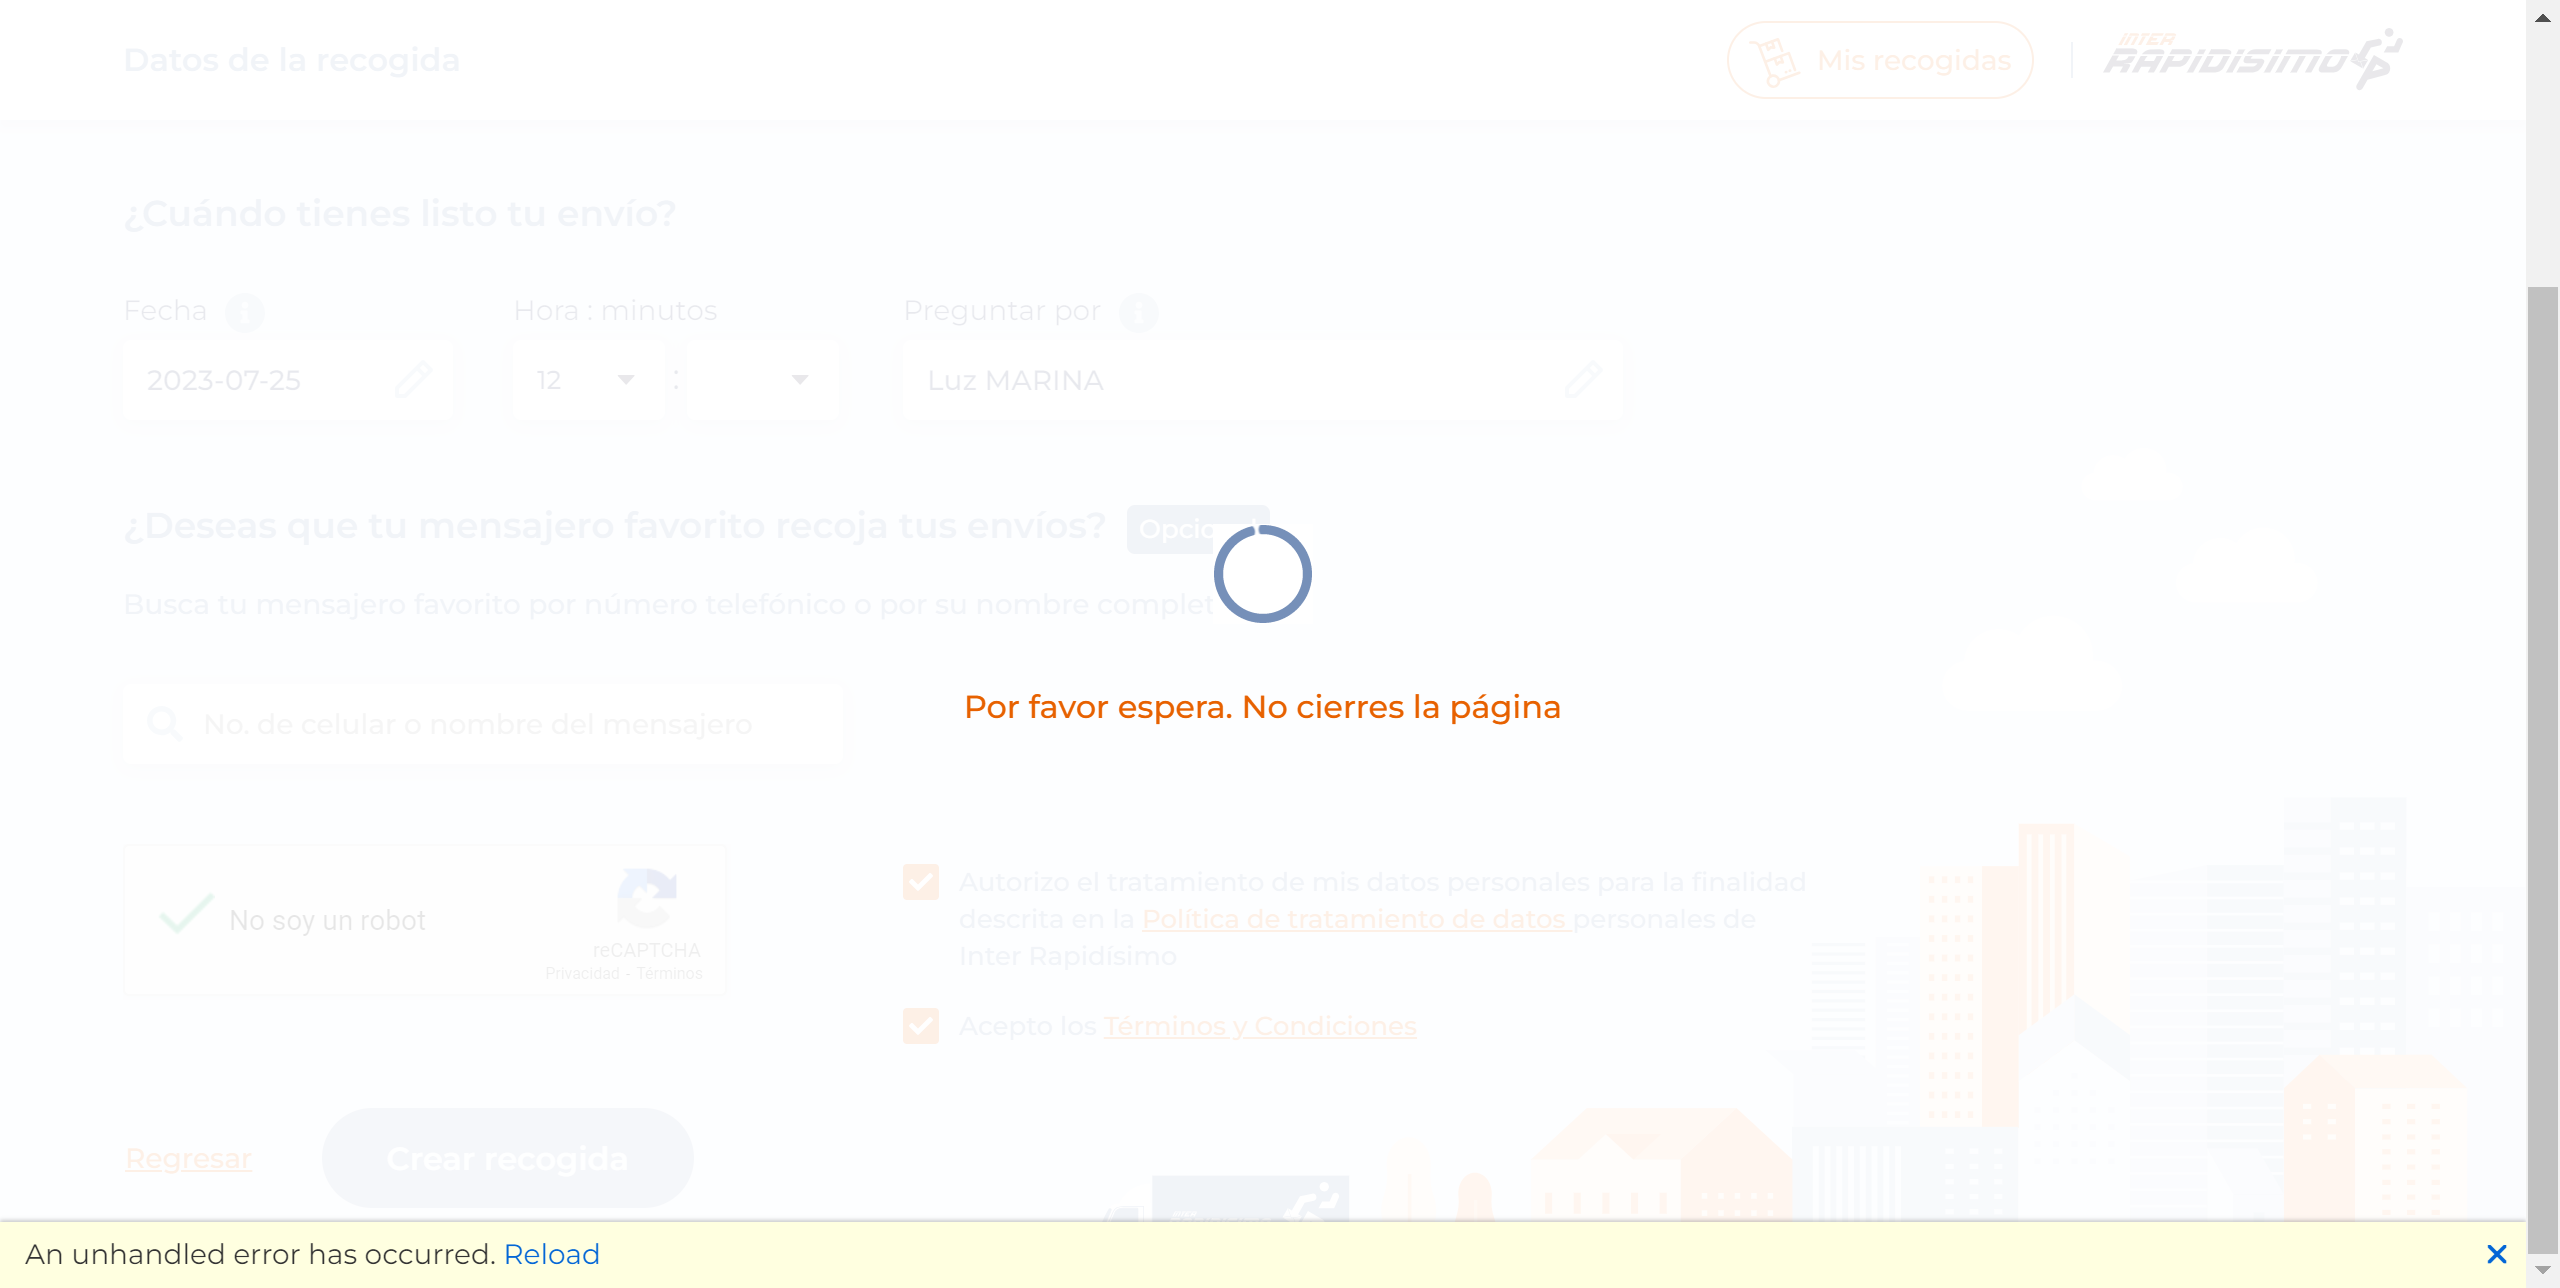 Datos de la recogida
Mis recogidas
INTER
RAPIDISIMO
¿Cuándo tienes listo tu envío?
Fecha
Hora : minutos
Preguntar por
2023-07-25
12
:
Luz MARINA
¿Deseas que tu mensajero favorito recoja tus envíos?
Busca tu mensajero favorito por número telefónico o por su nombre
Por favor espera. No cierres la página
No. de celular o nombre del mensajero
No soy un robot
reCAPTCHA
Privacidad - Términos
Autorizo el tratamiento de mis datos personales para la finalidad
descrita en la Política de tratamiento de datos personales de
Inter Rapidísimo
Acepto los Términos y Condiciones
Regresar
Crear recogida
An unhandled error has occurred. Reload